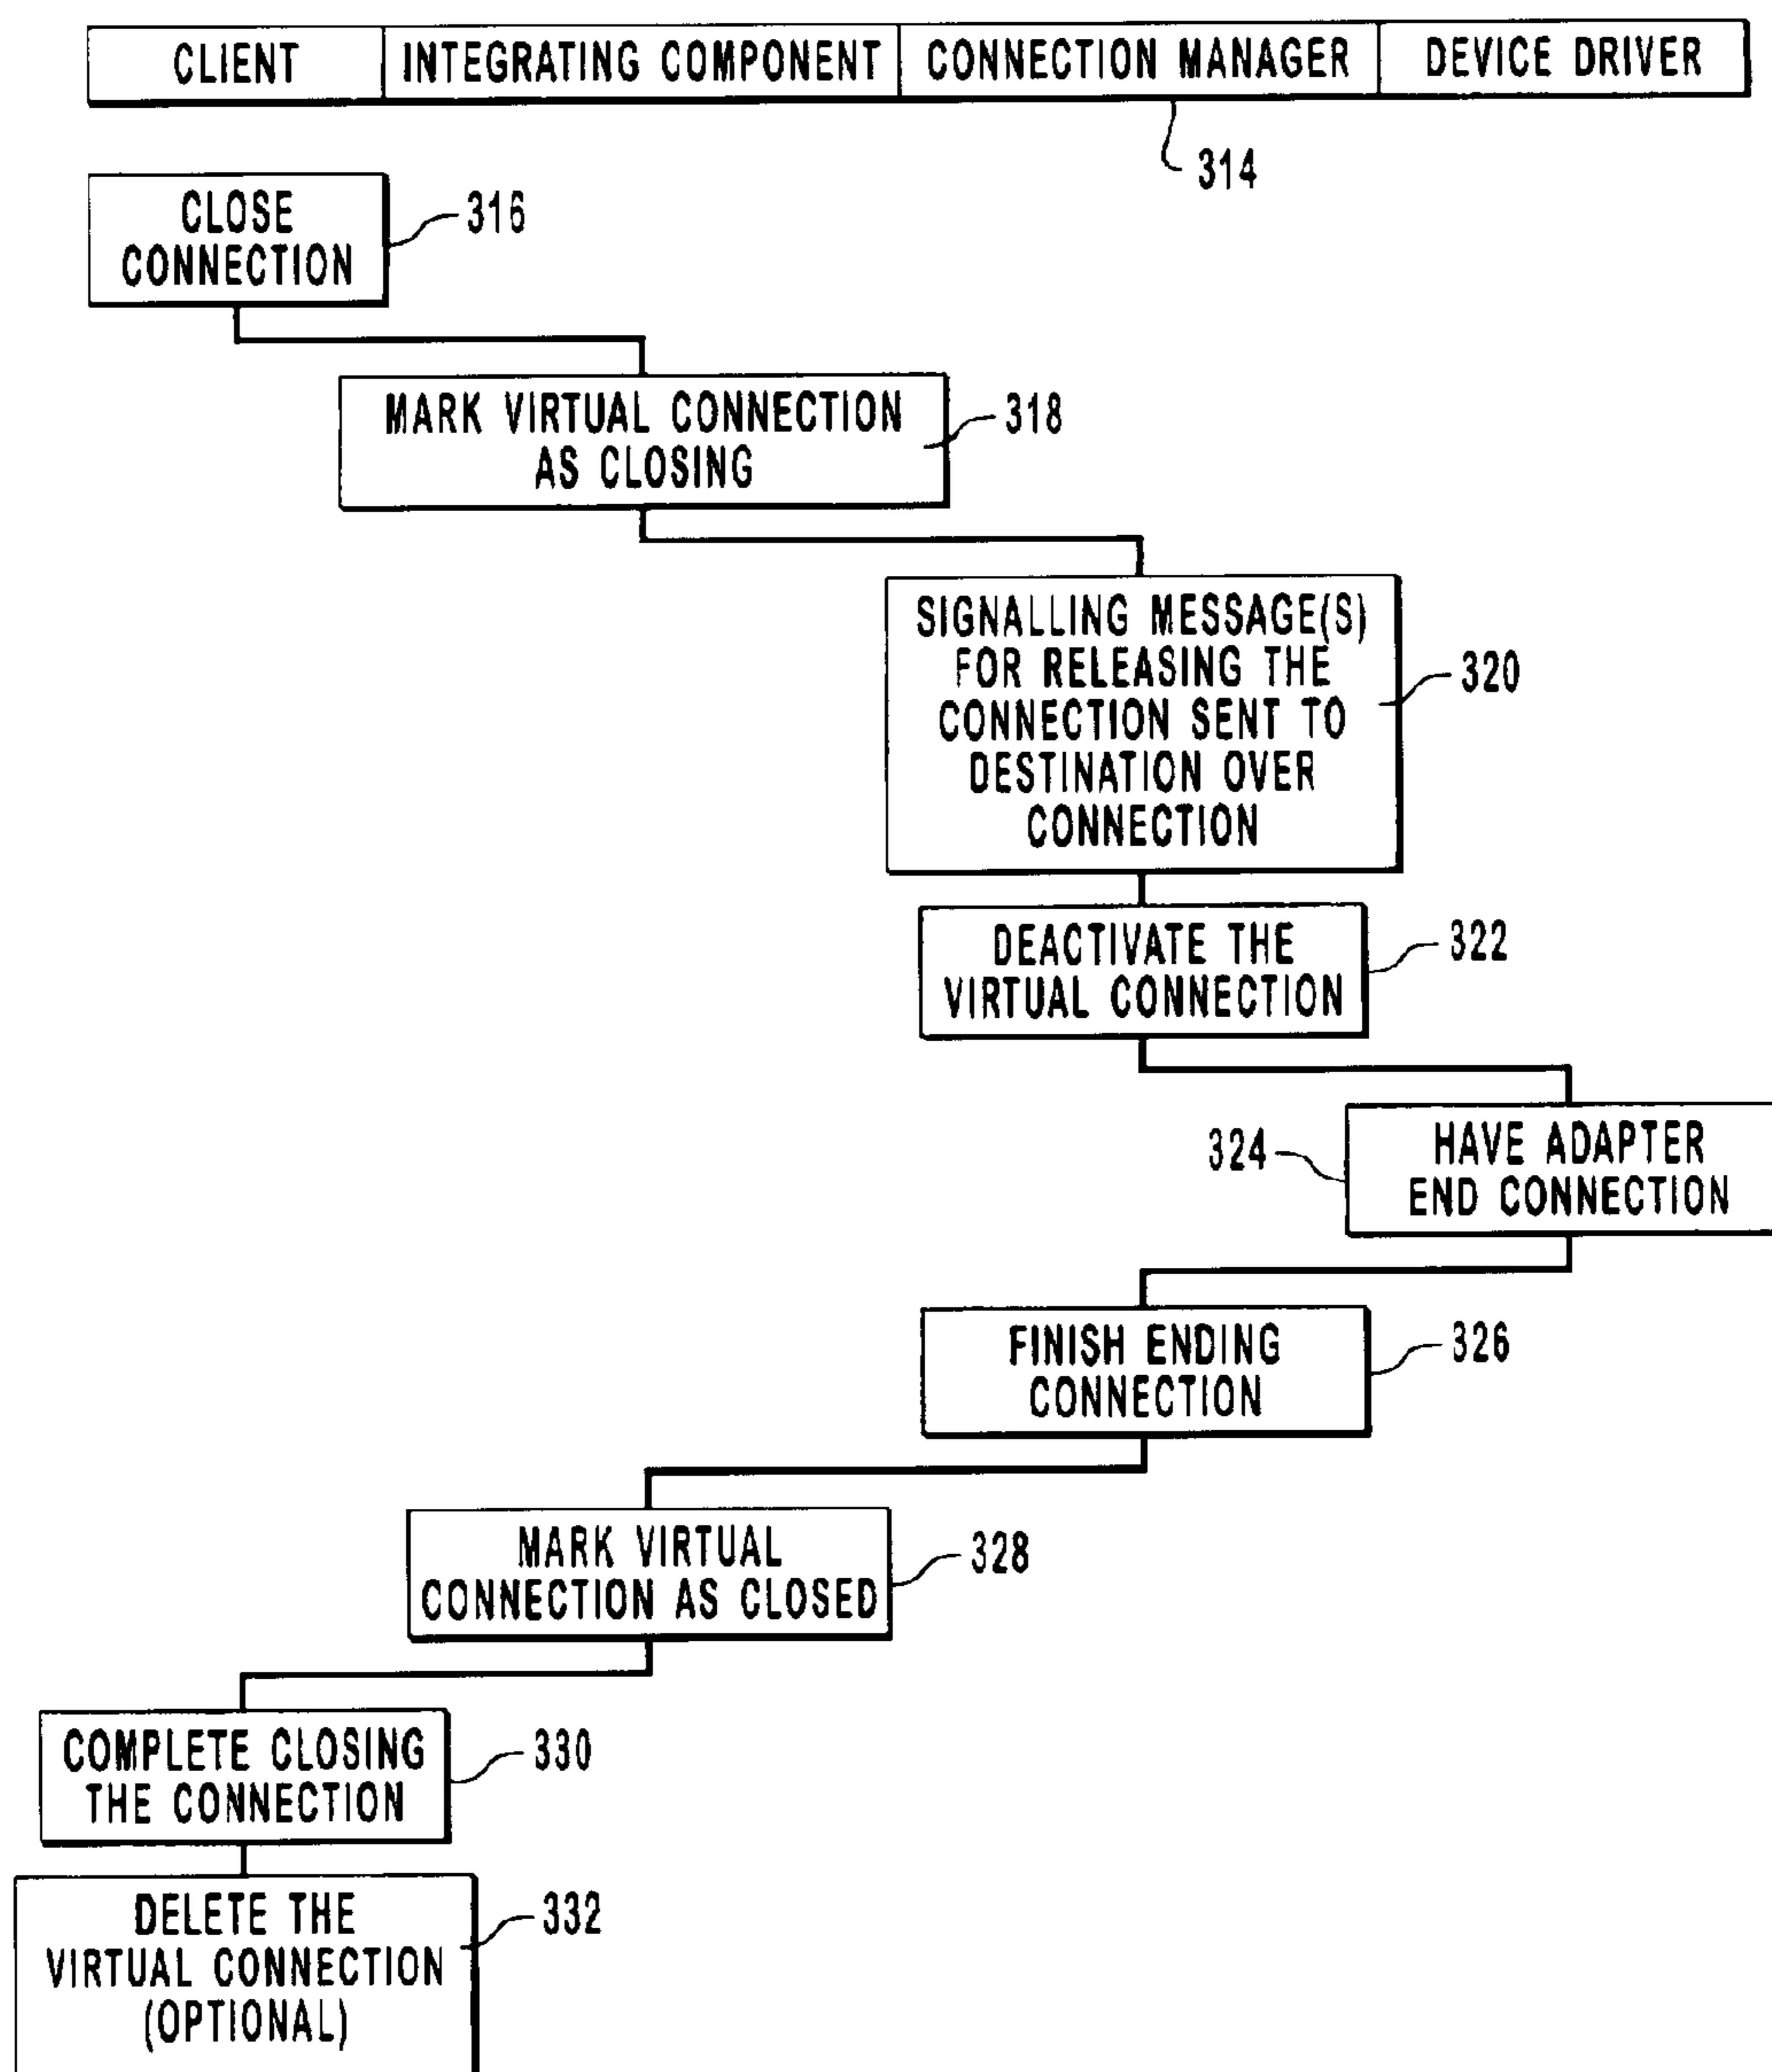 CLIENT INTEGRATING COMPONENT CONNECTION MANAGER DEVICE DRIVER
314
CLOSE
CONNECTION
316
MARK VIRTUAL CONNECTION
AS CLOSING
318
SIGNALLING MESSAGE(S)
FOR RELEASING THE
CONNECTION SENT TO
DESTINATION OVER
CONNECTION
320
DEACTIVATE THE
VIRTUAL CONNECTION
322
324
HAVE ADAPTER
END CONNECTION
FINISH ENDING
CONNECTION
326
MARK VIRTUAL
CONNECTION AS CLOSED
328
COMPLETE CLOSING
THE CONNECTION
330
DELETE THE
VIRTUAL CONNECTION
(OPTIONAL)
332